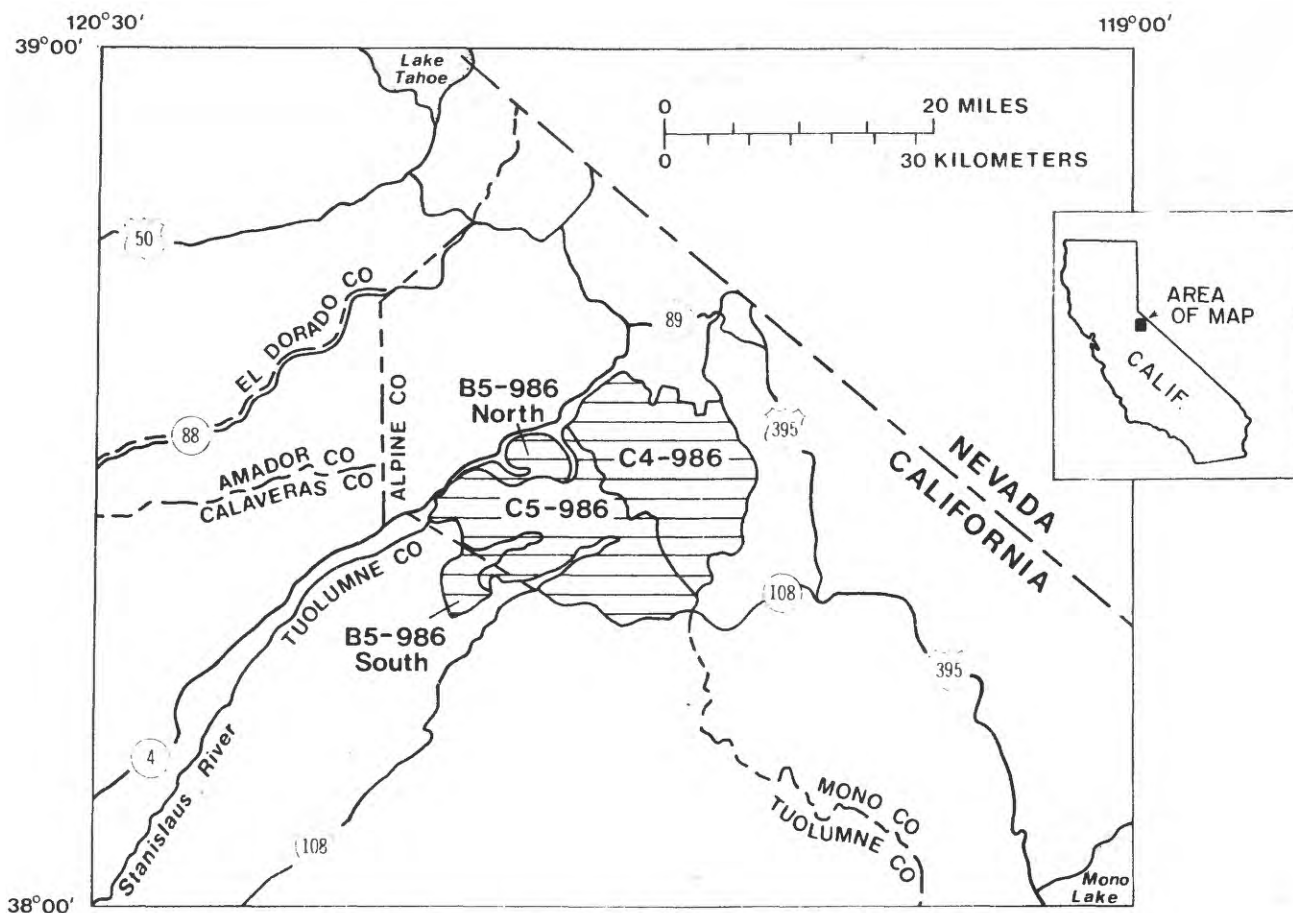 120°30'
119°00'
39°00'
Lake
Tahoe
0
20 MILES
0
30 KILOMETERS
50
EL DORADO CO
AREA
OF MAP
CALIF.
89
ALPINE CO
B5-986
North
88
395
C4-986
NEVADA
CALIFORNIA
AMADOR CO
CALAVERAS CO
C5-986
TUOLUMNE CO
108
B5-986
South
395
4
Stanislaus River
MONO CO
TUOLUMNE CO
108
Mono
Lake
38°00'